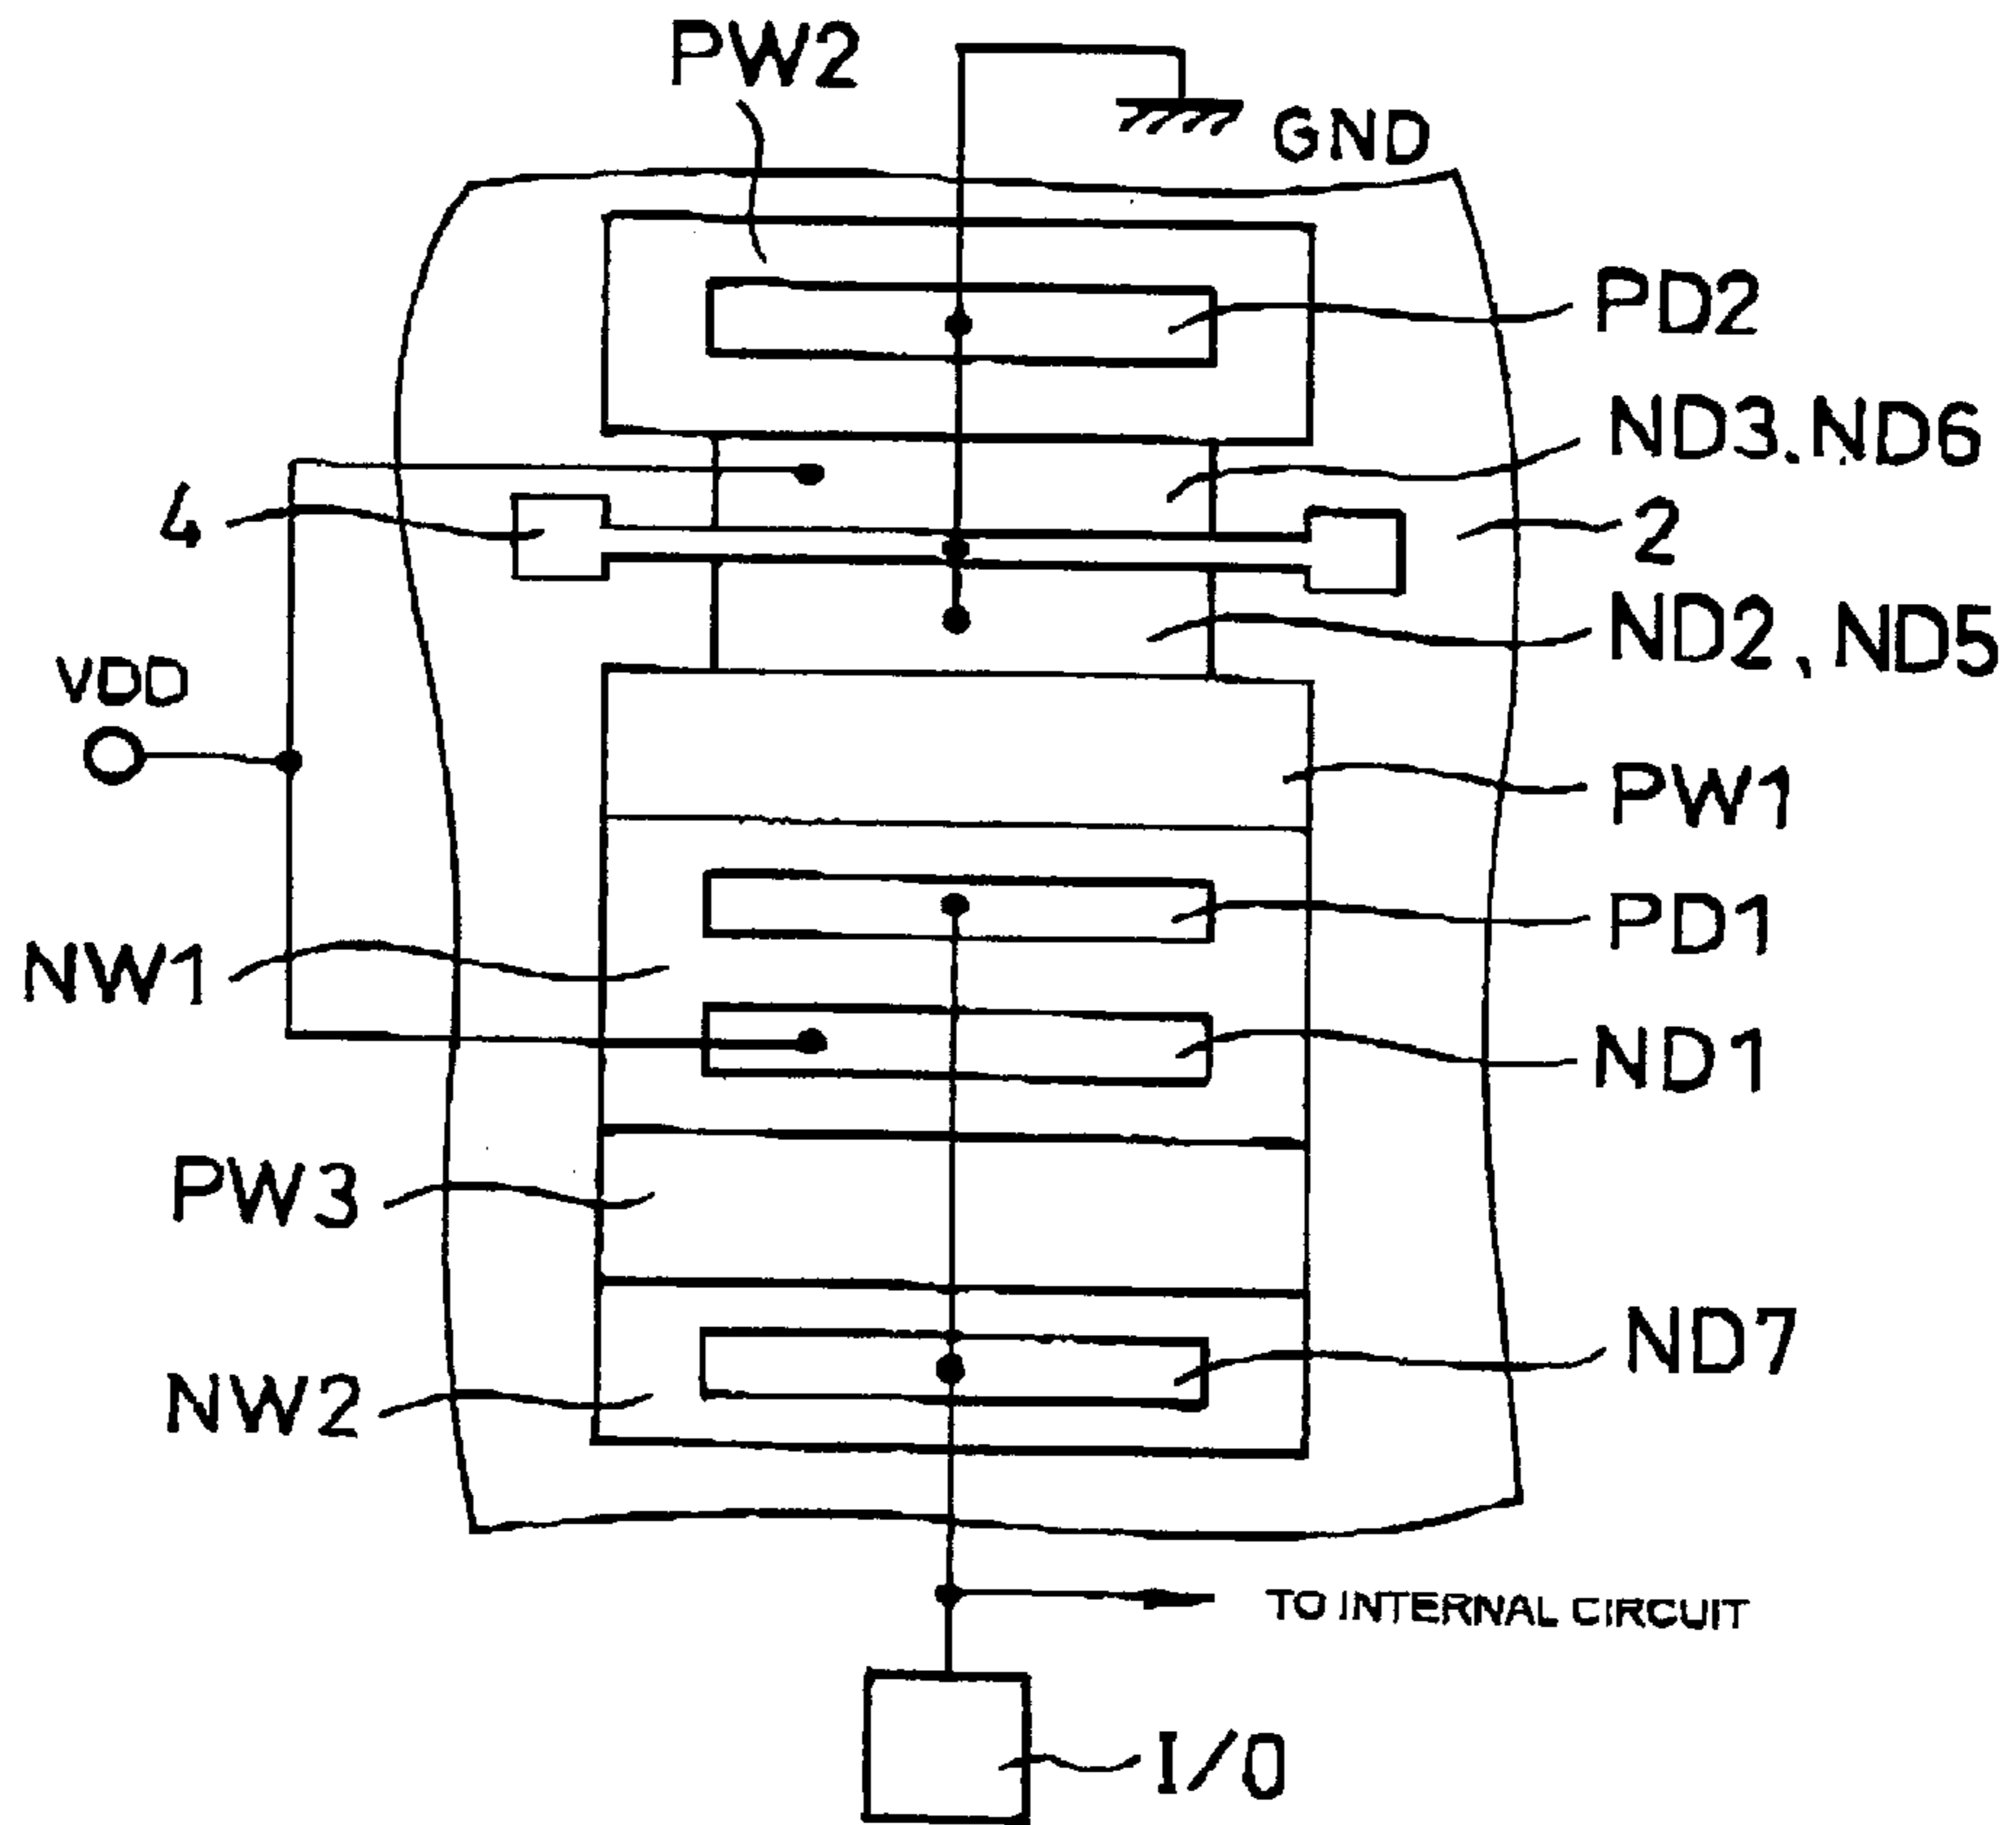 PW2
GND
PD2
ND3、ND6
4
2
ND2、ND5
VDD
PW1
PD1
NW1
ND1
PW3
ND7
NW2
TO INTERNAL CIRCUIT
I/O